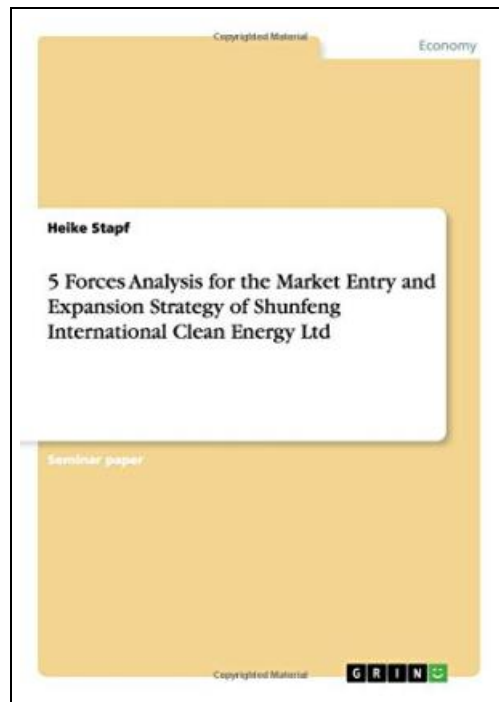 Copyrighted Material
Economy
Heike Stapf
5 Forces Analysis for the Market Entry and
Expansion Strategy of Shunfeng
International Clean Energy Ltd
Seminar paper
Copyrighted Material
GRIN